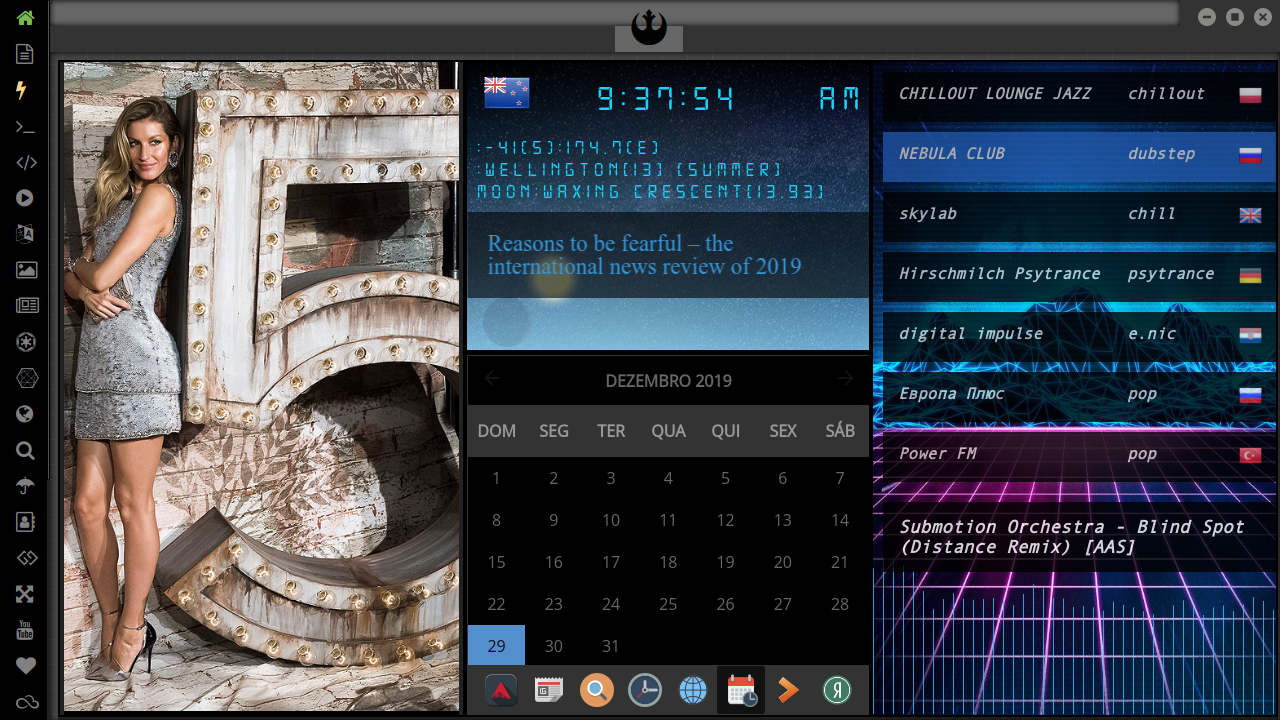 9:37:54 AM
:-41(S):174.7(E)
:WELLINGTON(13) (SUMMER)
MOON:WAXING CRESCENT(13.93)
Reasons to be fearful – the
international news review of 2019
DEZEMBRO 2019
DOM SEG TER QUA QUI SEX SÁB
1 2 3 4 5 6 7
8 9 10 11 12 13 14
15 16 17 18 19 20 21
22 23 24 25 26 27 28
29 30 31
CHILLOUT LOUNGE JAZZ chillout
NEBULA CLUB dubstep
skylab chill
Hirschmilch Psytrance psytrance
digital impulse e.nic
Европа Плюс pop
Power FM pop
Submotion Orchestra - Blind Spot
(Distance Remix) [AAS]
You
Tube
5
Я